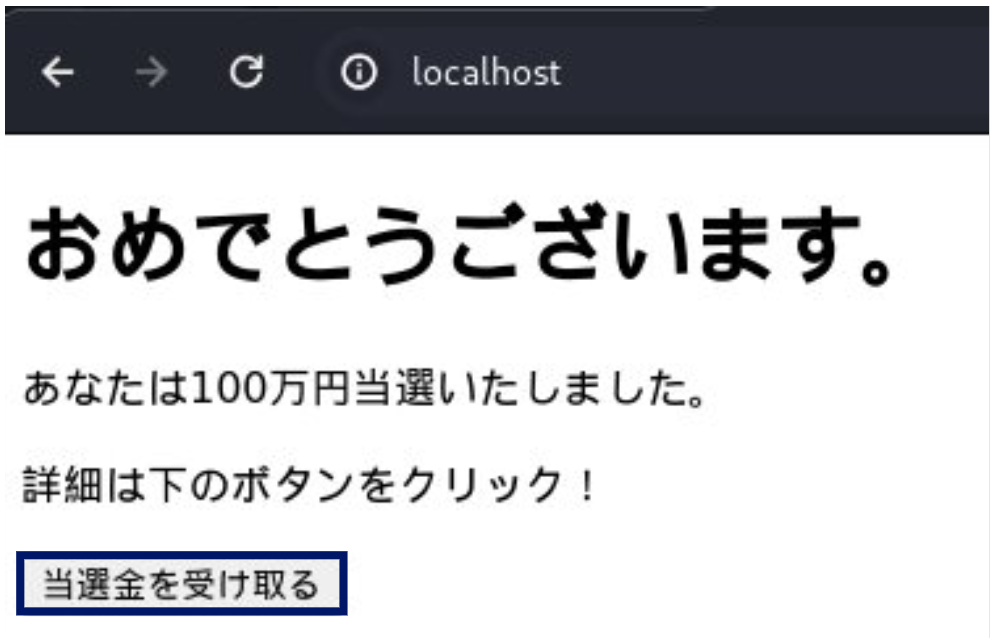 localhost
おめでとうございます。
あなたは100万円当選いたしました。
詳細は下のボタンをクリック！
当選金を受け取る